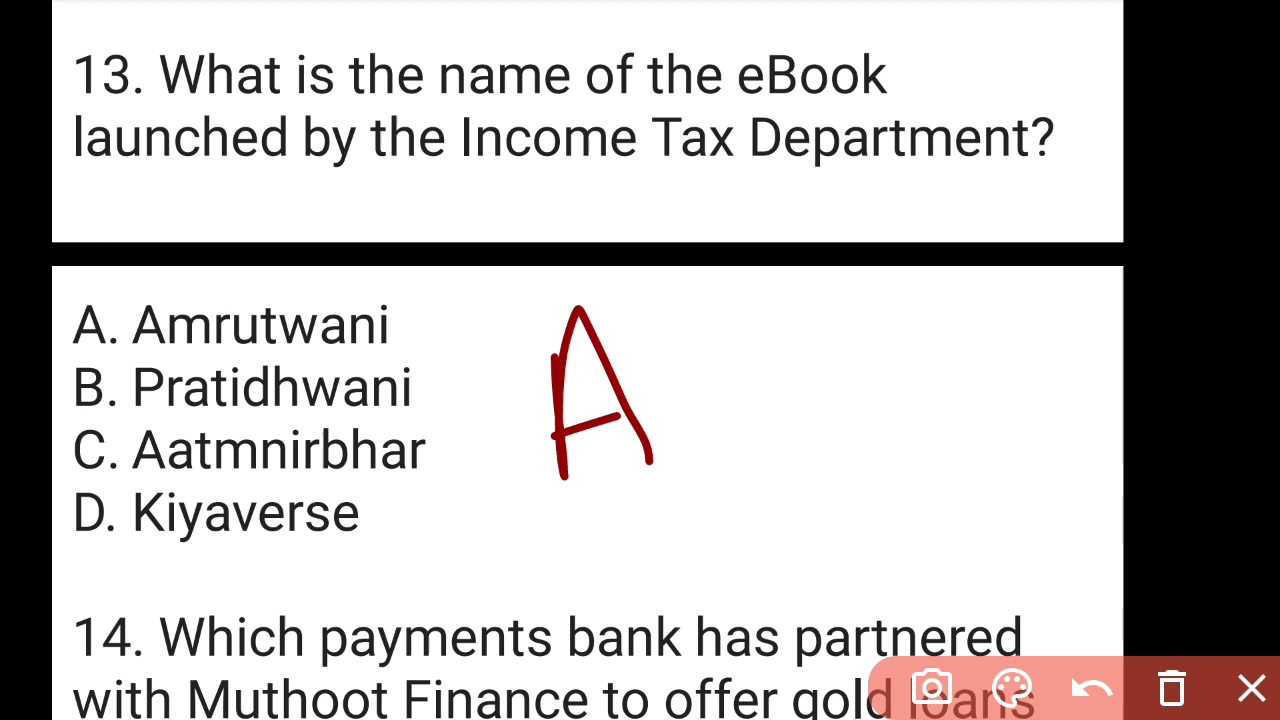 13. What is the name of the eBook
launched by the Income Tax Department?
A. Amrutwani
B. Pratidhwani
C. Aatmnirbhar
D. Kiyaverse
A
14. Which payments bank has partnered
with Muthoot Finance to offer gold loans